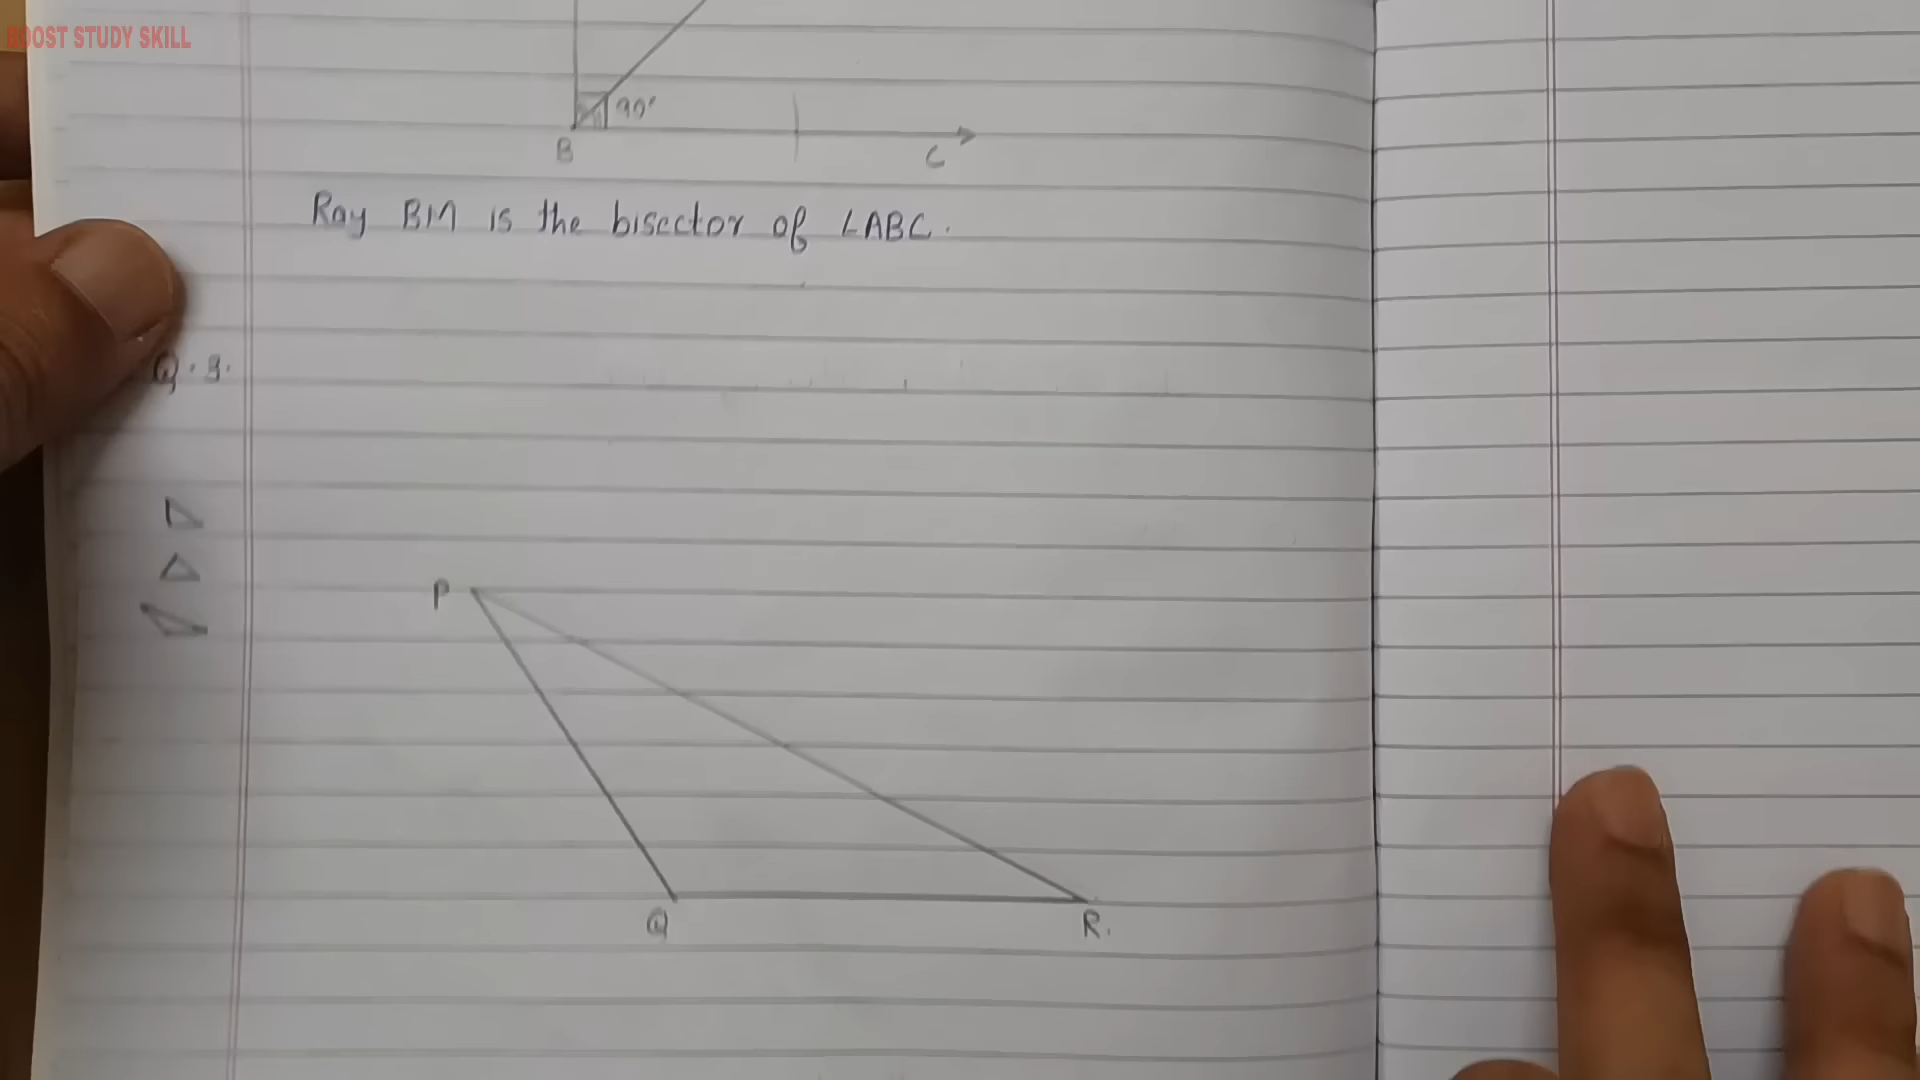 BOOST STUDY SKILL
90°
B
C
Ray BM is the bisector of ∠ABC.
Q.3.
P
Q
R.